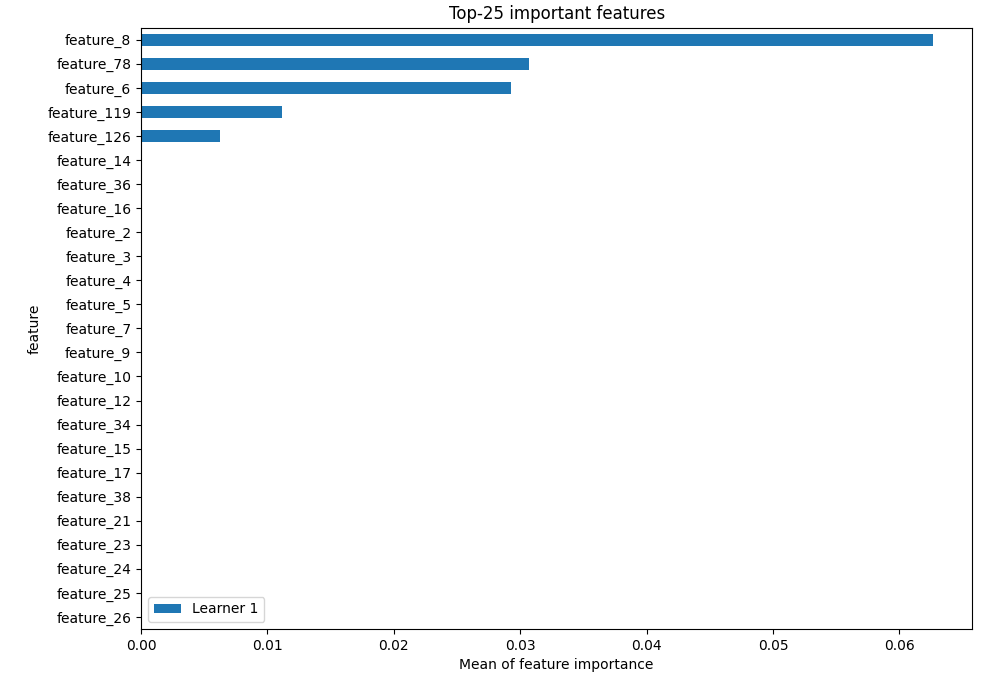 Top-25 important features
feature_8
feature_78
feature_6
feature_119
feature_126
feature_14
feature_36
feature_16
feature_2
feature_3
feature_4
feature_5
feature_7
feature_9
feature_10
feature_12
feature_34
feature_15
feature_17
feature_38
feature_21
feature_23
feature_24
feature_25
feature_26
feature
Learner 1
0.00 0.01 0.02 0.03 0.04 0.05 0.06
Mean of feature importance